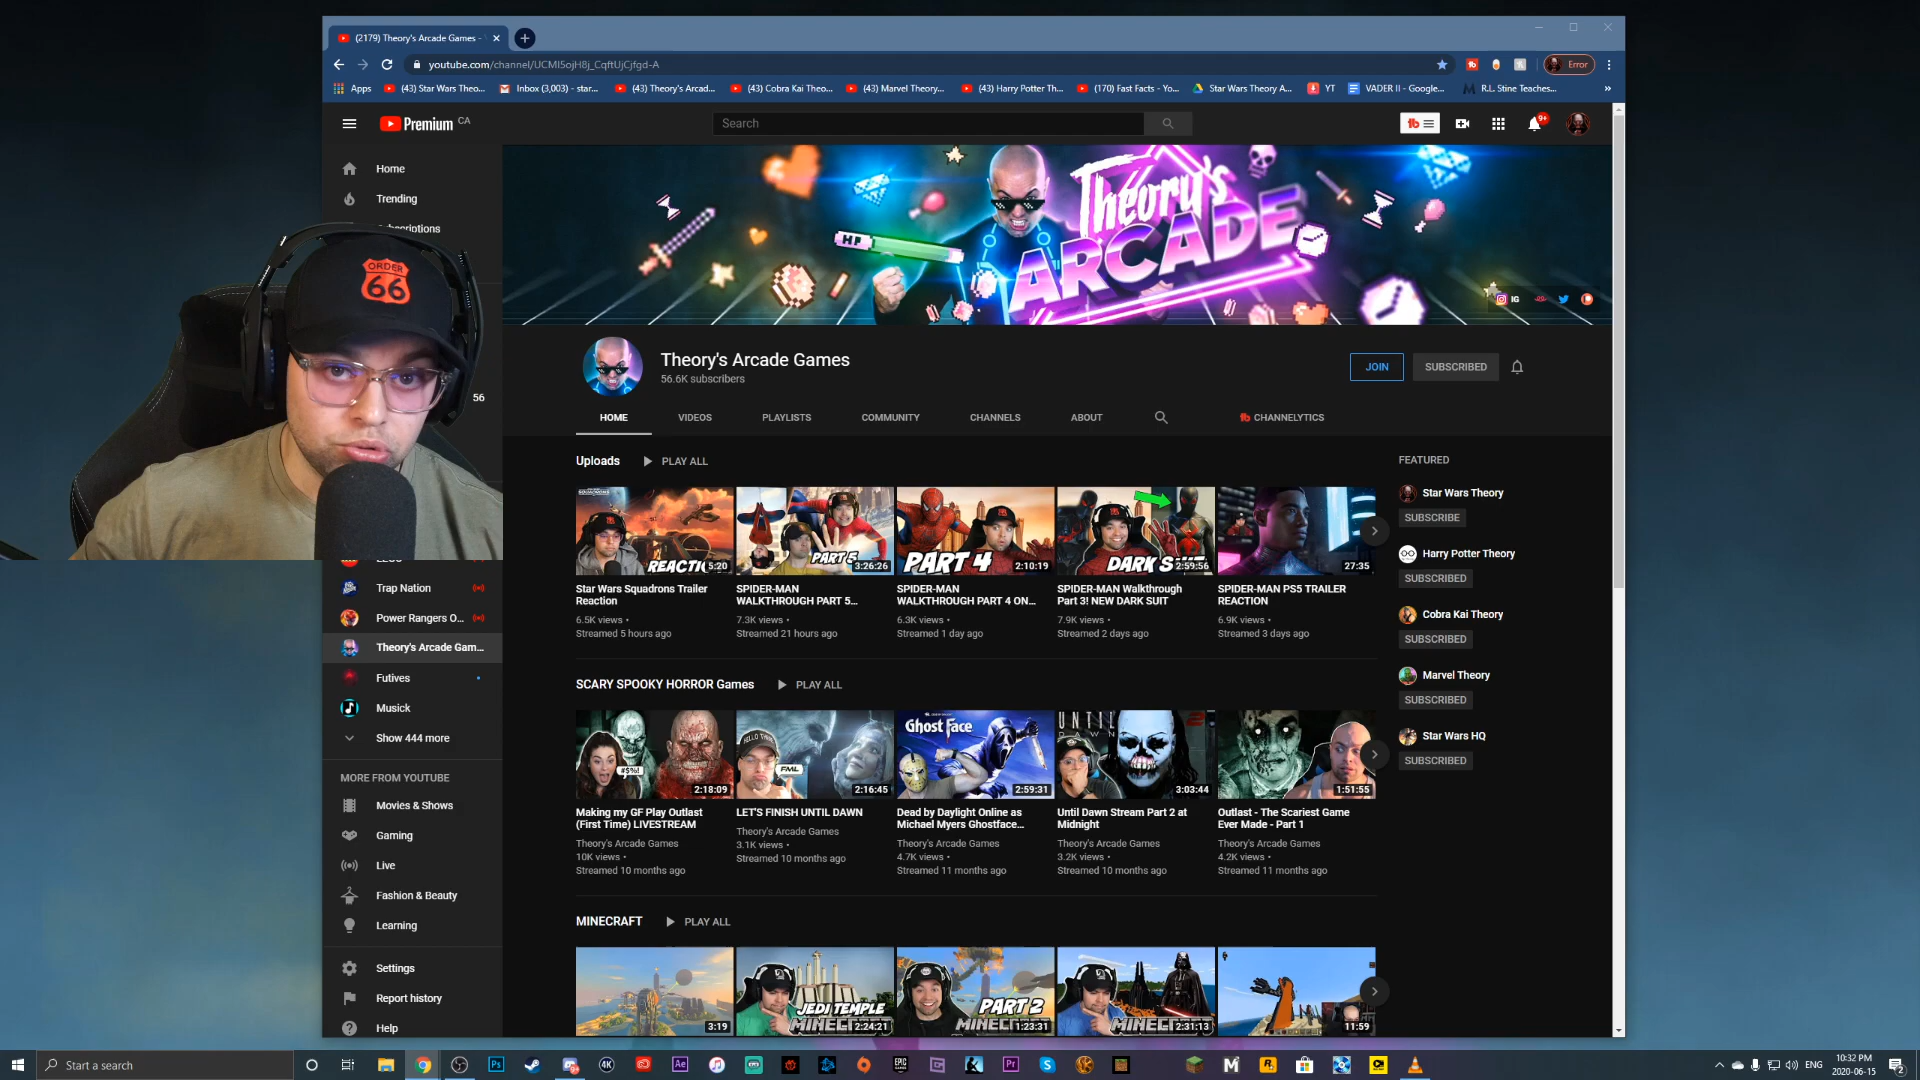 (2179) Theory's Arcade Games -
youtube.com/channel/UCMl5ojH8j_CqftUjCjfgd-A
Error
Apps
(43) Star Wars Theo...
Inbox (3,003) - star...
(43) Theory's Arcad...
(43) Cobra Kai Theo...
(43) Marvel Theory...
(43) Harry Potter Th...
(170) Fast Facts - Yo...
Star Wars Theory A...
YT
VADER II - Google...
R.L. Stine Teaches...
Premium CA
Search
9+
Home
Trending
ORDER
66
56
Trap Nation
Power Rangers O...
Theory's Arcade Gam...
Futives
Musick
Show 444 more
MORE FROM YOUTUBE
Movies & Shows
Gaming
Live
Fashion & Beauty
Learning
Settings
Report history
Help
HP
Theory's
ARCADE
IG
Theory's Arcade Games
56.6K subscribers
JOIN
SUBSCRIBED
HOME
VIDEOS
PLAYLISTS
COMMUNITY
CHANNELS
ABOUT
CHANNELYTICS
Uploads
PLAY ALL
SQUADRONS
5:20
PART 5
3:26:26
PART 4
2:10:19
2:59:56
27:35
Star Wars Squadrons Trailer
Reaction
6.5K views •
Streamed 5 hours ago
SPIDER-MAN
WALKTHROUGH PART 5...
7.3K views •
Streamed 21 hours ago
SPIDER-MAN
WALKTHROUGH PART 4 ON...
6.3K views •
Streamed 1 day ago
SPIDER-MAN Walkthrough
Part 3! NEW DARK SUIT
7.9K views •
Streamed 2 days ago
SPIDER-MAN PS5 TRAILER
REACTION
6.9K views •
Streamed 3 days ago
SCARY SPOOKY HORROR Games
PLAY ALL
#$%!
2:18:09
FML
2:16:45
Ghost Face
2:59:31
UNTIL
DAWN
3:03:44
1:51:55
Making my GF Play Outlast
(First Time) LIVESTREAM
Theory's Arcade Games
10K views •
Streamed 10 months ago
LET'S FINISH UNTIL DAWN
Theory's Arcade Games
3.1K views •
Streamed 10 months ago
Dead by Daylight Online as
Michael Myers Ghostface...
Theory's Arcade Games
4.7K views •
Streamed 11 months ago
Until Dawn Stream Part 2 at
Midnight
Theory's Arcade Games
3.2K views •
Streamed 10 months ago
Outlast - The Scariest Game
Ever Made - Part 1
Theory's Arcade Games
4.2K views •
Streamed 11 months ago
MINECRAFT
PLAY ALL
3:19
JEDI TEMPLE
MINECRAFT
2:24:21
PART 2
1:23:31
2:31:13
11:59
FEATURED
Star Wars Theory
SUBSCRIBE
Harry Potter Theory
SUBSCRIBED
Cobra Kai Theory
SUBSCRIBED
Marvel Theory
SUBSCRIBED
Star Wars HQ
SUBSCRIBED
Start a search
Ps
4K
Ae
EPIC
GAMES
Pr
ENG
10:32 PM
2020-06-15
2